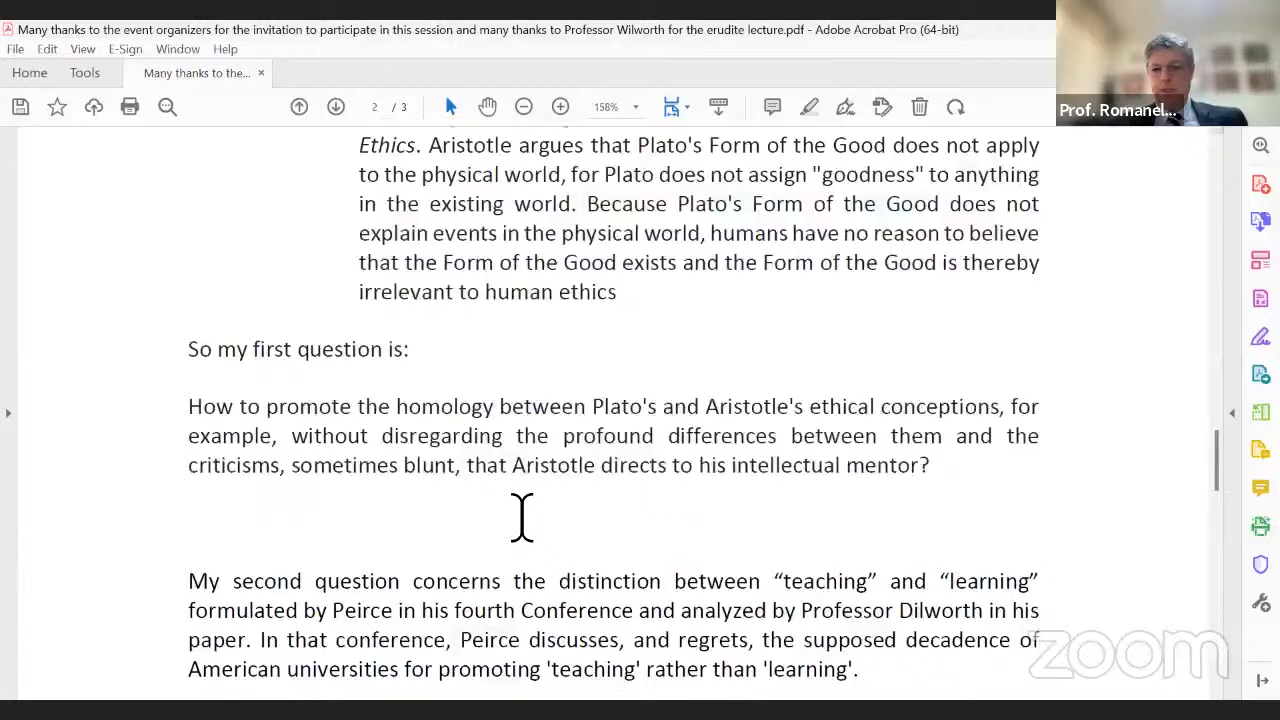 Many thanks to the event organizers for the invitation to participate in this session and many thanks to Professor Wilworth for the erudite lecture.pdf - Adobe Acrobat Pro (64-bit)
File Edit View E-Sign Window Help
Home Tools Many thanks to the... ×
2 / 3 158%
Prof. Romanel...
Ethics. Aristotle argues that Plato's Form of the Good does not apply
to the physical world, for Plato does not assign "goodness" to anything
in the existing world. Because Plato's Form of the Good does not
explain events in the physical world, humans have no reason to believe
that the Form of the Good exists and the Form of the Good is thereby
irrelevant to human ethics
So my first question is:
How to promote the homology between Plato's and Aristotle's ethical conceptions, for
example, without disregarding the profound differences between them and the
criticisms, sometimes blunt, that Aristotle directs to his intellectual mentor?
My second question concerns the distinction between “teaching” and “learning”
formulated by Peirce in his fourth Conference and analyzed by Professor Dilworth in his
paper. In that conference, Peirce discusses, and regrets, the supposed decadence of
American universities for promoting 'teaching' rather than 'learning'.
zoom